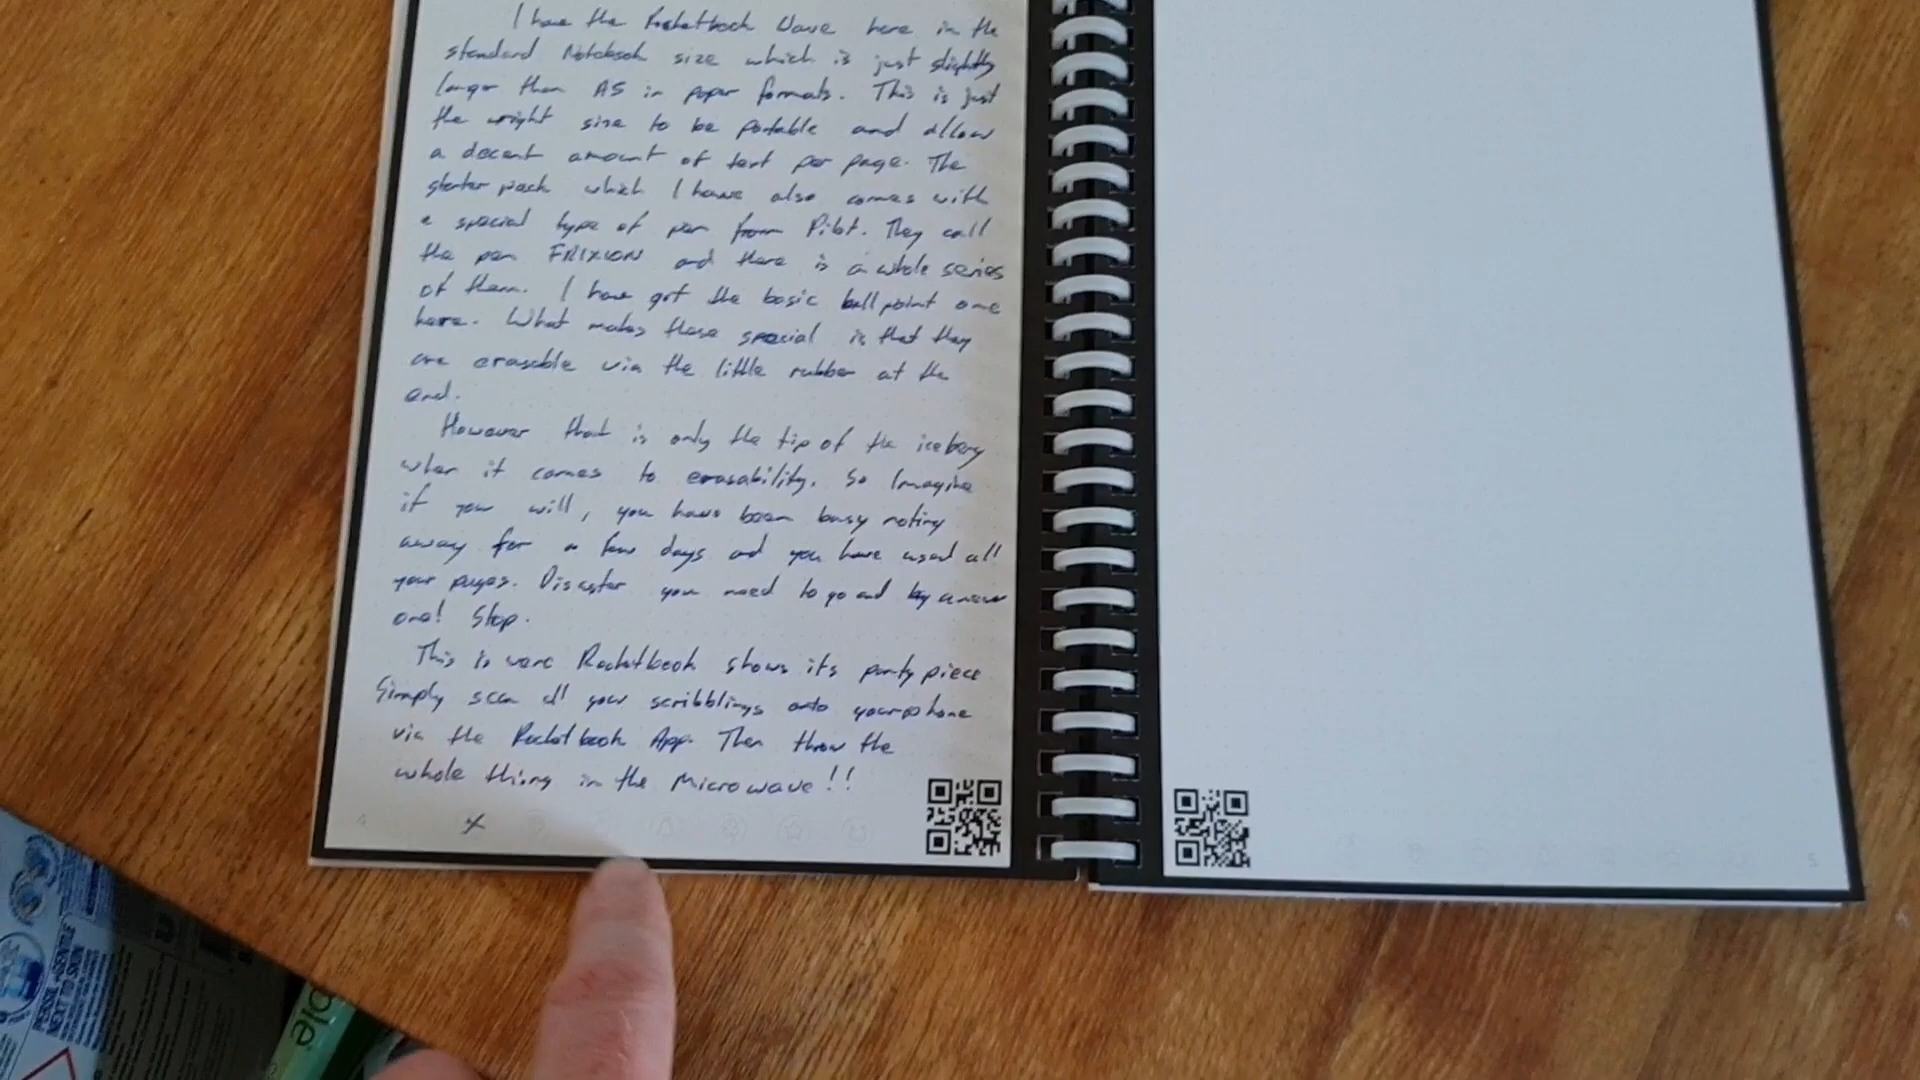 I have the Rocketbook Wave here in the
standard Notebook size which is just slightly
larger than A5 in paper formats. This is just
the wright size to be portable and allow
a decent amount of text per page. The
starter pack which I have also comes with
a special type of pen from Pilot. They call
the pen FRIXION and there is a whole series
of them. I have got the basic ballpoint one
here. What makes these special is that they
are erasable via the little rubber at the
end.
However that is only the tip of the iceberg
when it comes to erasability. So Imagine
if you will, you have been busy noting
away for a few days and you have used all
your pages. Disaster you need to go and by a new
one! Stop.
This is were Rocketbook shows its party piece
Simply scan all your scribblings onto your phone
via the Rocketbook App. Then throw the
whole thing in the Microwave!!
4
5
PERSIL
GENTLE
NEXT TO SKIN